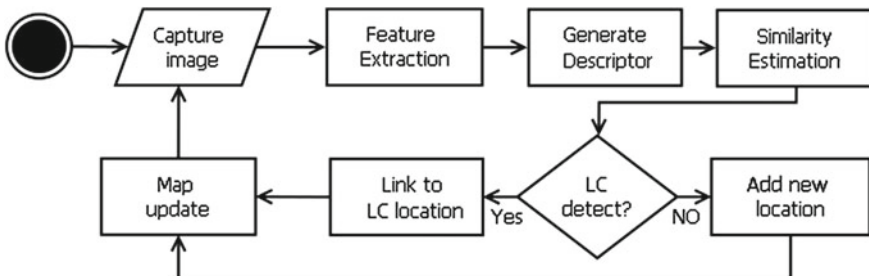 Capture
image
Feature
Extraction
Generate
Descriptor
Similarity
Estimation
Map
update
Link to
LC location
Yes
LC
detect?
NO
Add new
location